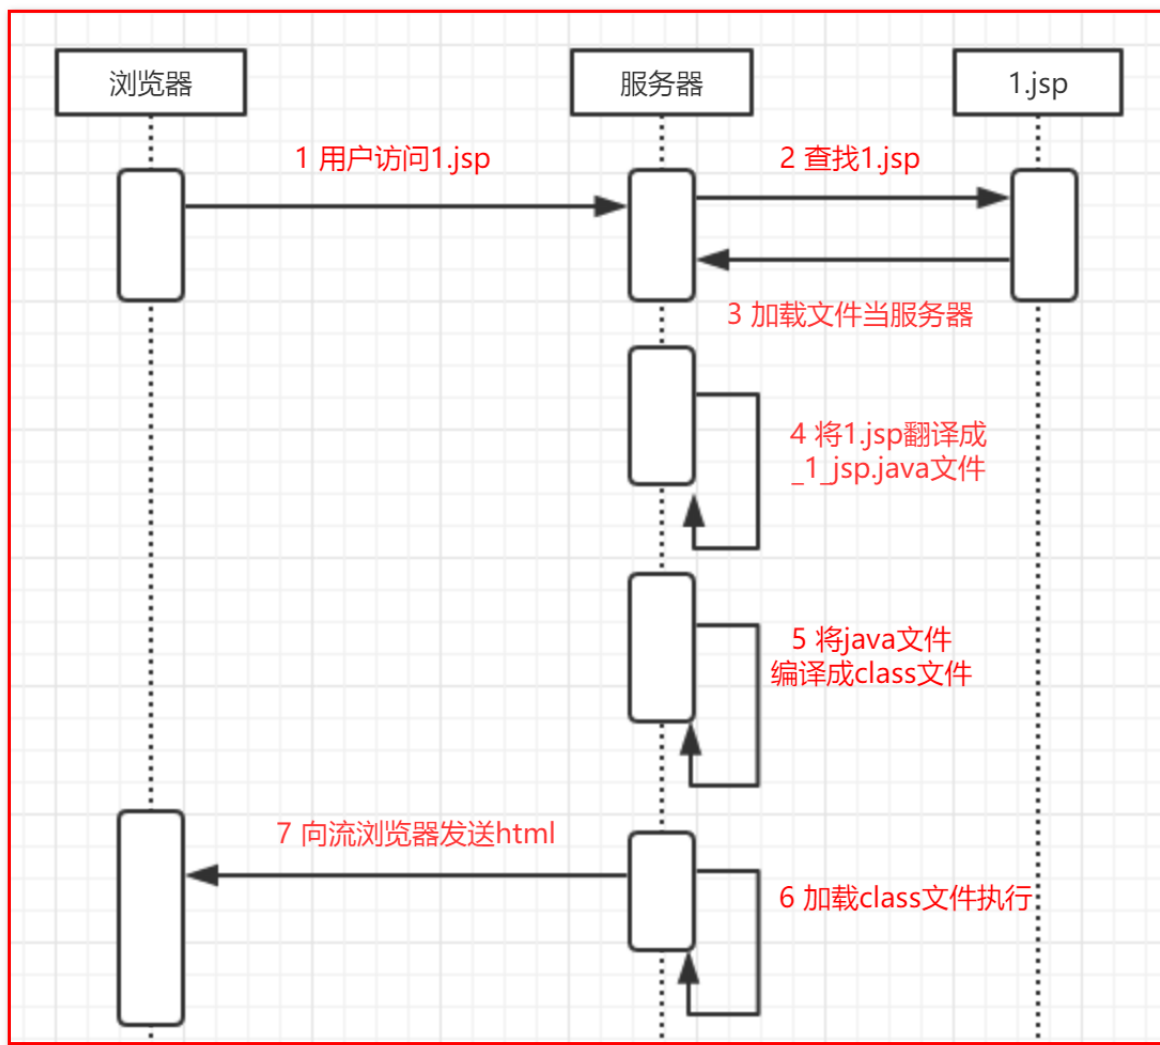 浏览器
服务器
1.jsp
1 用户访问1.jsp
2 查找1.jsp
3 加载文件当服务器
4 将1.jsp翻译成
_1_jsp.java文件
5 将java文件
编译成class文件
7 向流浏览器发送html
6 加载class文件执行